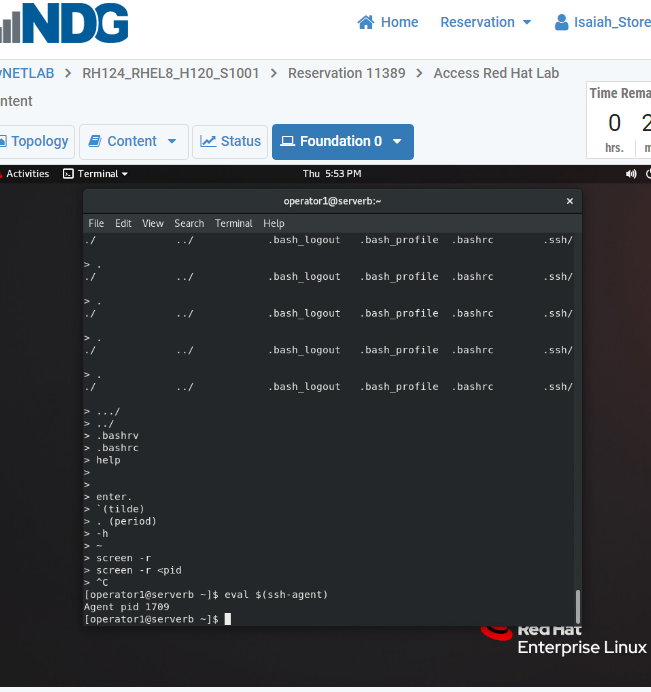 NDG
Home Reservation Isaiah_Store
NETLAB > RH124_RHEL8_H120_S1001 > Reservation 11389 > Access Red Hat Lab
ntent
Time Rema
0 2
hrs. m
Topology Content Status Foundation 0
Activities Terminal Thu 5:53 PM
operator1@serverb:~ ×
File Edit View Search Terminal Help
./ ../ .bash_logout .bash_profile .bashrc .ssh/
> .
./ ../ .bash_logout .bash_profile .bashrc .ssh/
> .
./ ../ .bash_logout .bash_profile .bashrc .ssh/
> .
./ ../ .bash_logout .bash_profile .bashrc .ssh/
> .
./ ../ .bash_logout .bash_profile .bashrc .ssh/
> .../
> ../
> .bashrv
> .bashrc
> help
>
>
> enter.
> `(tilde)
> . (period)
> -h
> ~
> screen -r
> screen -r <pid
> ^C
[operator1@serverb ~]$ eval $(ssh-agent)
Agent pid 1709
[operator1@serverb ~]$
Red Hat
Enterprise Linux